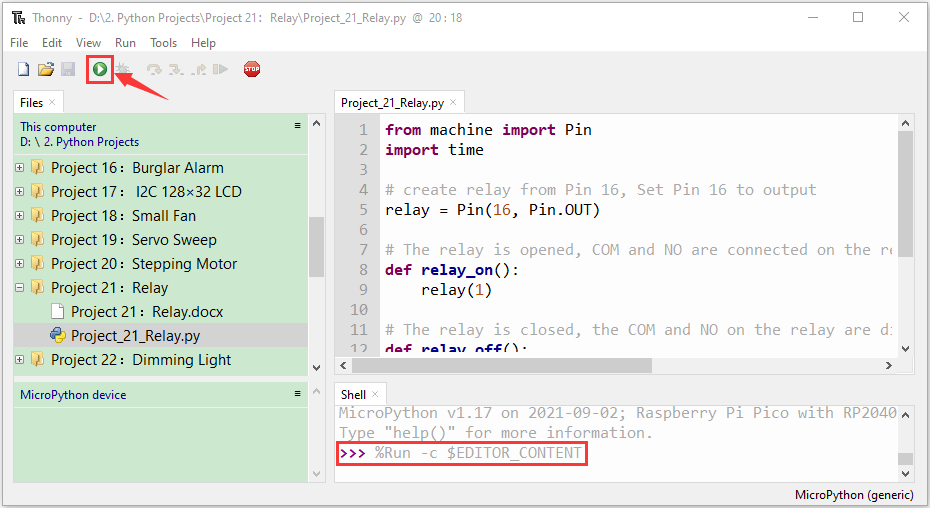 Thonny - D:\2. Python Projects\Project 21：Relay\Project_21_Relay.py @ 20 : 18
File Edit View Run Tools Help
STOP
Files ×
This computer
D: \ 2. Python Projects
Project 16：Burglar Alarm
Project 17： I2C 128×32 LCD
Project 18：Small Fan
Project 19：Servo Sweep
Project 20：Stepping Motor
Project 21：Relay
Project 21：Relay.docx
Project_21_Relay.py
Project 22：Dimming Light
MicroPython device
Project_21_Relay.py ×
1 from machine import Pin
2 import time
3
4 # create relay from Pin 16, Set Pin 16 to output
5 relay = Pin(16, Pin.OUT)
6
7 # The relay is opened, COM and NO are connected on the re
8 def relay_on():
9 relay(1)
10
11 # The relay is closed, the COM and NO on the relay are di
12 def relay_off():
Shell ×
MicroPython v1.17 on 2021-09-02; Raspberry Pi Pico with RP2040
Type "help()" for more information.
>>> %Run -c $EDITOR_CONTENT
MicroPython (generic)